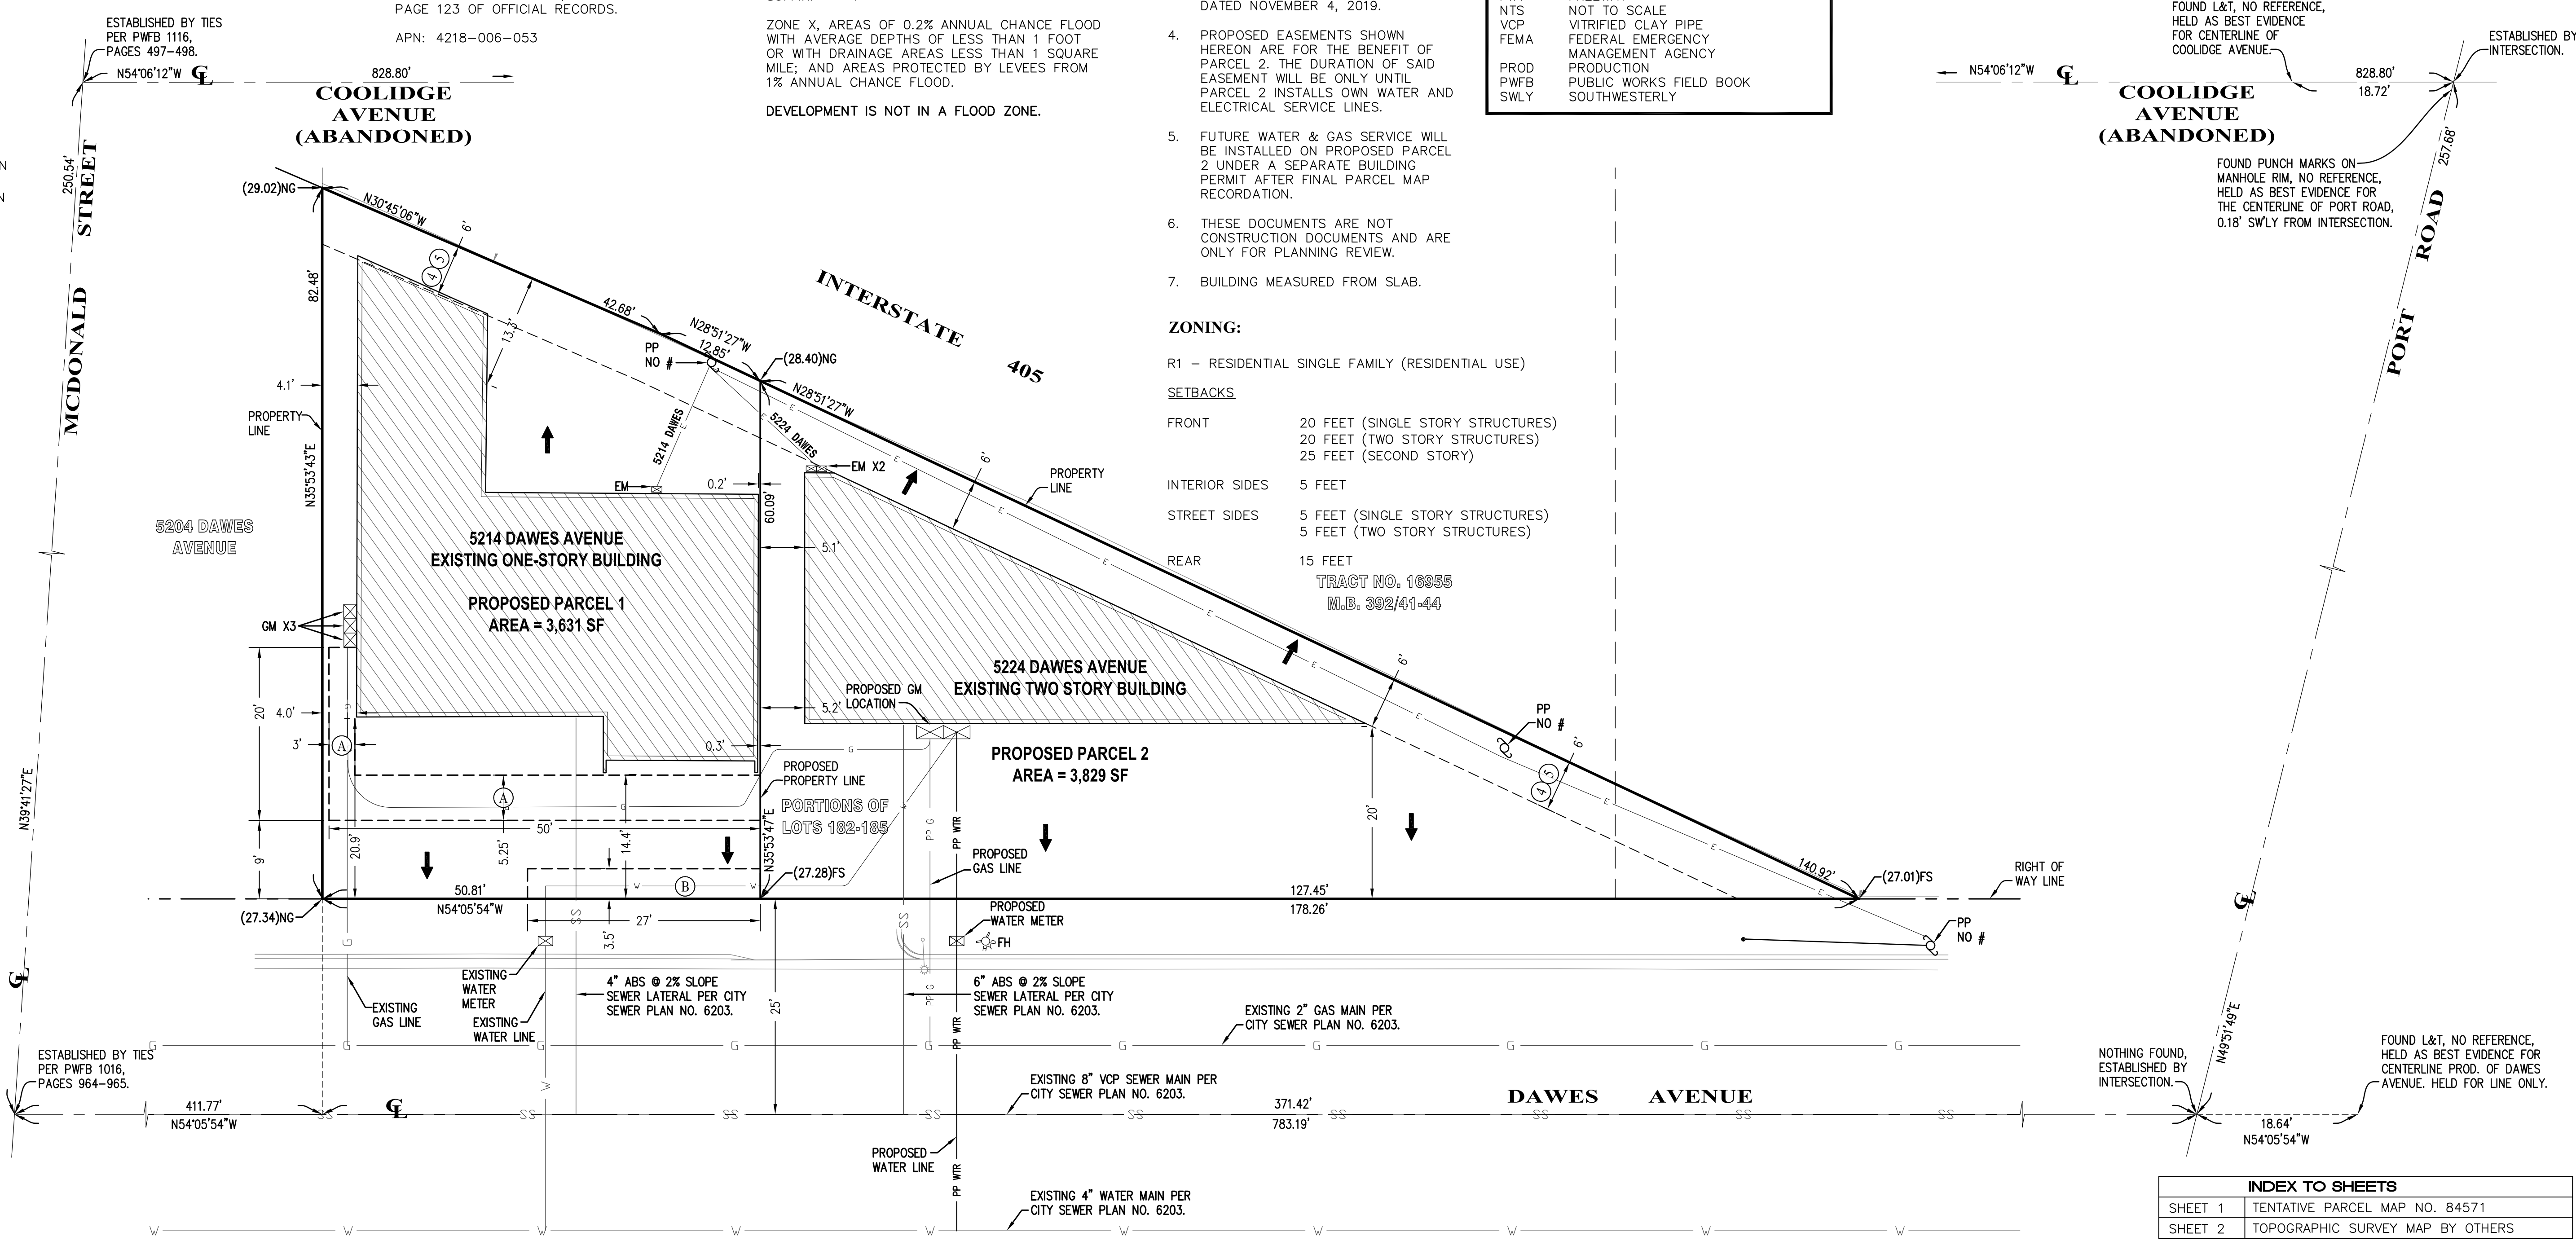 ESTABLISHED BY TIES
PER PWFB 1116,
PAGES 497-498.
PAGE 123 OF OFFICIAL RECORDS.
APN: 4218-006-053
N54°06'12"W
℄
828.80'
COOLIDGE
AVENUE
(ABANDONED)
ZONE X, AREAS OF 0.2% ANNUAL CHANCE FLOOD
WITH AVERAGE DEPTHS OF LESS THAN 1 FOOT
OR WITH DRAINAGE AREAS LESS THAN 1 SQUARE
MILE; AND AREAS PROTECTED BY LEVEES FROM
1% ANNUAL CHANCE FLOOD.
DEVELOPMENT IS NOT IN A FLOOD ZONE.
DATED NOVEMBER 4, 2019.
4. PROPOSED EASEMENTS SHOWN
HEREON ARE FOR THE BENEFIT OF
PARCEL 2. THE DURATION OF SAID
EASEMENT WILL BE ONLY UNTIL
PARCEL 2 INSTALLS OWN WATER AND
ELECTRICAL SERVICE LINES.
5. FUTURE WATER & GAS SERVICE WILL
BE INSTALLED ON PROPOSED PARCEL
2 UNDER A SEPARATE BUILDING
PERMIT AFTER FINAL PARCEL MAP
RECORDATION.
6. THESE DOCUMENTS ARE NOT
CONSTRUCTION DOCUMENTS AND ARE
ONLY FOR PLANNING REVIEW.
7. BUILDING MEASURED FROM SLAB.
ZONING:
R1 – RESIDENTIAL SINGLE FAMILY (RESIDENTIAL USE)
SETBACKS
FRONT 20 FEET (SINGLE STORY STRUCTURES)
20 FEET (TWO STORY STRUCTURES)
25 FEET (SECOND STORY)
INTERIOR SIDES 5 FEET
STREET SIDES 5 FEET (SINGLE STORY STRUCTURES)
5 FEET (TWO STORY STRUCTURES)
REAR 15 FEET
TRACT NO. 16955
M.B. 392/41-44
NTS NOT TO SCALE
VCP VITRIFIED CLAY PIPE
FEMA FEDERAL EMERGENCY
MANAGEMENT AGENCY
PROD PRODUCTION
PWFB PUBLIC WORKS FIELD BOOK
SWLY SOUTHWESTERLY
FOUND L&T, NO REFERENCE,
HELD AS BEST EVIDENCE
FOR CENTERLINE OF
COOLIDGE AVENUE.
ESTABLISHED BY
INTERSECTION.
N54°06'12"W
℄
828.80'
18.72'
COOLIDGE
AVENUE
(ABANDONED)
FOUND PUNCH MARKS ON
MANHOLE RIM, NO REFERENCE,
HELD AS BEST EVIDENCE FOR
THE CENTERLINE OF PORT ROAD,
0.18' SW'LY FROM INTERSECTION.
257.68'
PORT ROAD
℄
N49°51'49"E
250.54'
MCDONALD STREET
N39°41'27"E
℄
(29.02)NG
N30°45'06"W
6'
4 5
82.48'
13.3'
42.68'
N28°51'27"W
12.85'
PP
NO #
(28.40)NG
N28°51'27"W
INTERSTATE 405
4.1'
PROPERTY
LINE
N35°53'43"E
5214 DAWES
5224 DAWES
EM
EM X2
0.2'
60.09'
6'
PROPERTY
LINE
5204 DAWES
AVENUE
5214 DAWES AVENUE
EXISTING ONE-STORY BUILDING
PROPOSED PARCEL 1
AREA = 3,631 SF
5.1'
GM X3
5224 DAWES AVENUE
EXISTING TWO STORY BUILDING
PROPOSED GM
LOCATION
5.2'
6'
20'
4.0'
3'
A
0.3'
PROPOSED PARCEL 2
AREA = 3,829 SF
PP
NO #
6'
4 5
PROPOSED
PROPERTY LINE
PORTIONS OF
LOTS 182-185
A
50'
9'
20.9'
5.25'
14.4'
N35°53'47"E
20'
B
(27.28)FS
PROPOSED
GAS LINE
PP G
PP WTR
140.92'
(27.01)FS
RIGHT OF
WAY LINE
(27.34)NG
50.81'
N54°05'54"W
127.45'
178.26'
27'
3.5'
PROPOSED
WATER METER
FH
PP
NO #
EXISTING
WATER
METER
EXISTING
GAS LINE
EXISTING
WATER LINE
4" ABS @ 2% SLOPE
SEWER LATERAL PER CITY
SEWER PLAN NO. 6203.
25'
6" ABS @ 2% SLOPE
SEWER LATERAL PER CITY
SEWER PLAN NO. 6203.
PP G
PP WTR
EXISTING 2" GAS MAIN PER
CITY SEWER PLAN NO. 6203.
ESTABLISHED BY TIES
PER PWFB 1016,
PAGES 964-965.
G G G G G G G G G G
EXISTING 8" VCP SEWER MAIN PER
CITY SEWER PLAN NO. 6203.
DAWES AVENUE
NOTHING FOUND,
ESTABLISHED BY
INTERSECTION.
FOUND L&T, NO REFERENCE,
HELD AS BEST EVIDENCE FOR
CENTERLINE PROD. OF DAWES
AVENUE. HELD FOR LINE ONLY.
411.77'
N54°05'54"W
℄
SS SS SS SS SS SS SS SS SS
371.42'
783.19'
18.64'
N54°05'54"W
PROPOSED
WATER LINE
PP WTR
EXISTING 4" WATER MAIN PER
CITY SEWER PLAN NO. 6203.
W W W W W W W W W W
INDEX TO SHEETS
SHEET 1 TENTATIVE PARCEL MAP NO. 84571
SHEET 2 TOPOGRAPHIC SURVEY MAP BY OTHERS